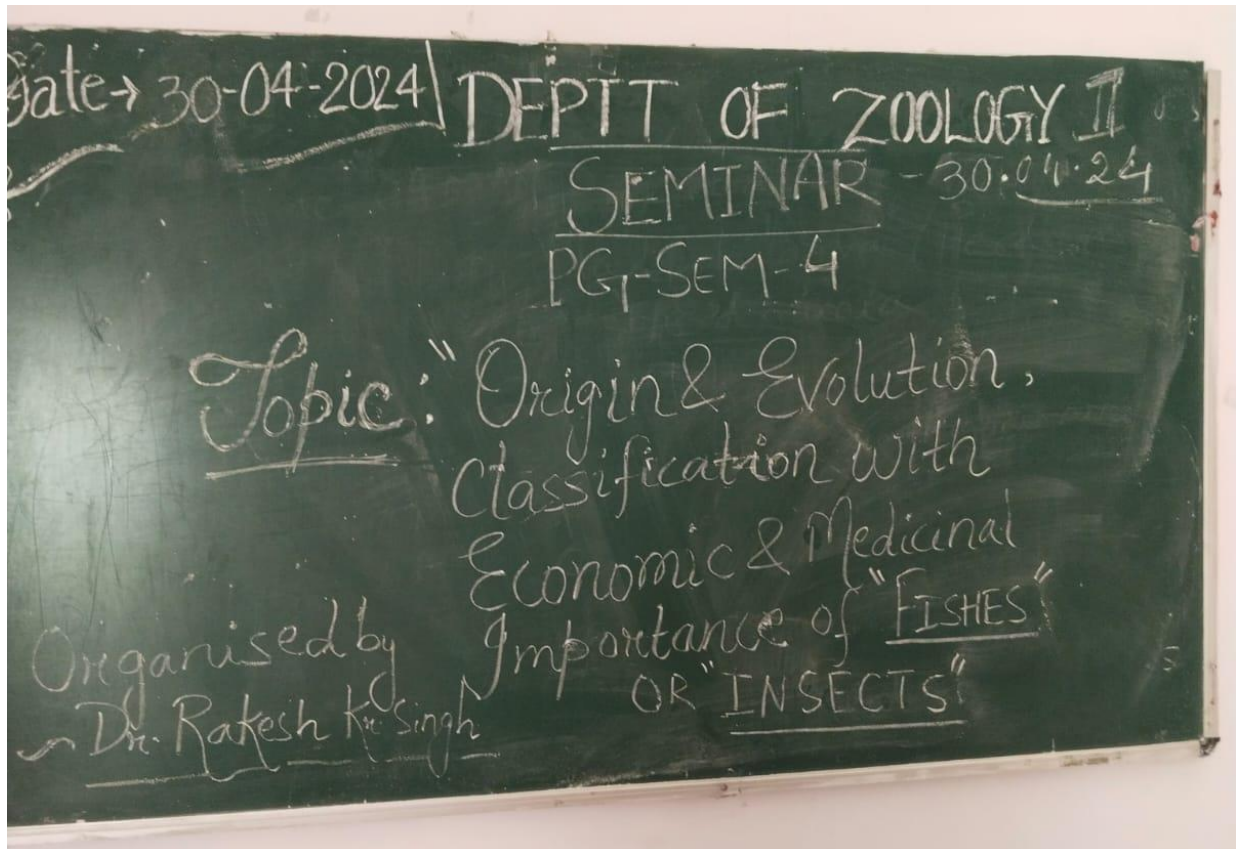 Date→ 30-04-2024
DEPTT OF ZOOLOGY II
SEMINAR - 30.04.24
PG-SEM-4
Topic: "Origin & Evolution,
Classification with
Economic & Medicinal
Importance of "FISHES"
OR "INSECTS"
Organised by
~ Dr. Rakesh Kr. Singh